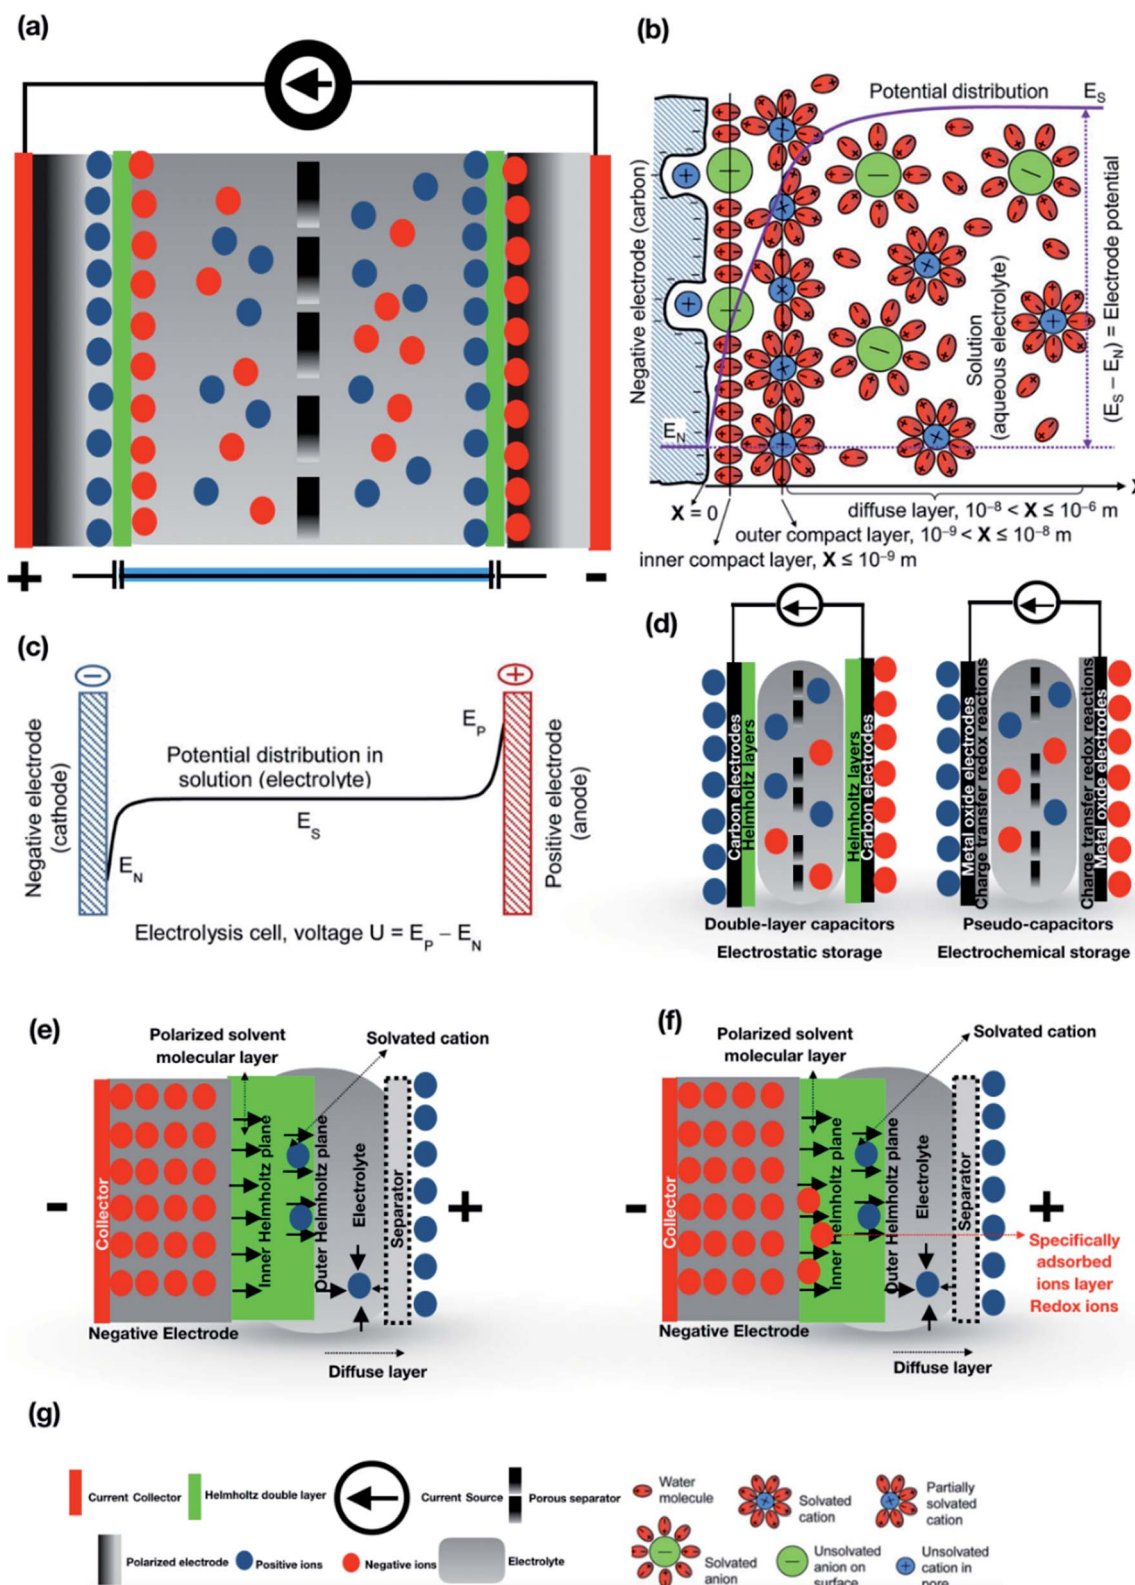 (a)
+
-
(b)
Potential distribution
E_S
Negative electrode (carbon)
Solution
(aqueous electrolyte)
(E_S – E_N) = Electrode potential
E_N
X
X = 0
diffuse layer, 10⁻⁸ < X ≤ 10⁻⁶ m
outer compact layer, 10⁻⁹ < X ≤ 10⁻⁸ m
inner compact layer, X ≤ 10⁻⁹ m
(c)
−
+
Negative electrode
(cathode)
Potential distribution in
solution (electrolyte)
E_P
E_S
E_N
Positive electrode
(anode)
Electrolysis cell, voltage U = E_P – E_N
(d)
Carbon electrodes
Helmholtz layers
Helmholtz layers
Carbon electrodes
Metal oxide electrodes
Charge transfer redox reactions
Charge transfer redox reactions
Metal oxide electrodes
Double-layer capacitors
Electrostatic storage
Pseudo-capacitors
Electrochemical storage
(e)
Polarized solvent
molecular layer
Solvated cation
-
Collector
Inner Helmholtz plane
Outer Helmholtz plane
Electrolyte
Separator
+
Negative Electrode
Diffuse layer
(f)
Polarized solvent
molecular layer
Solvated cation
-
Collector
Inner Helmholtz plane
Outer Helmholtz plane
Electrolyte
Separator
+
Specifically
adsorbed
ions layer
Redox ions
Negative Electrode
Diffuse layer
(g)
Current Collector
Helmholtz double layer
Current Source
Porous separator
Water
molecule
Solvated
cation
Partially
solvated
cation
Polarized electrode
Positive ions
Negative ions
Electrolyte
Solvated
anion
Unsolvated
anion on
surface
Unsolvated
cation in
pore